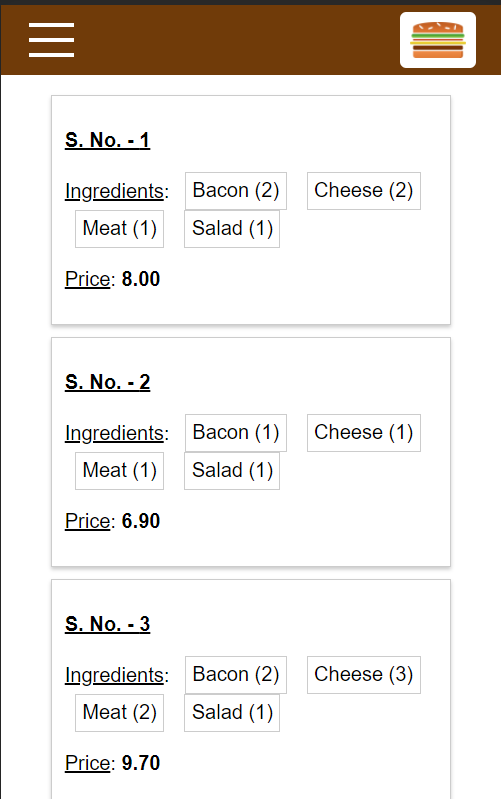 S. No. - 1
Ingredients: Bacon (2) Cheese (2)
Meat (1) Salad (1)
Price: 8.00
S. No. - 2
Ingredients: Bacon (1) Cheese (1)
Meat (1) Salad (1)
Price: 6.90
S. No. - 3
Ingredients: Bacon (2) Cheese (3)
Meat (2) Salad (1)
Price: 9.70